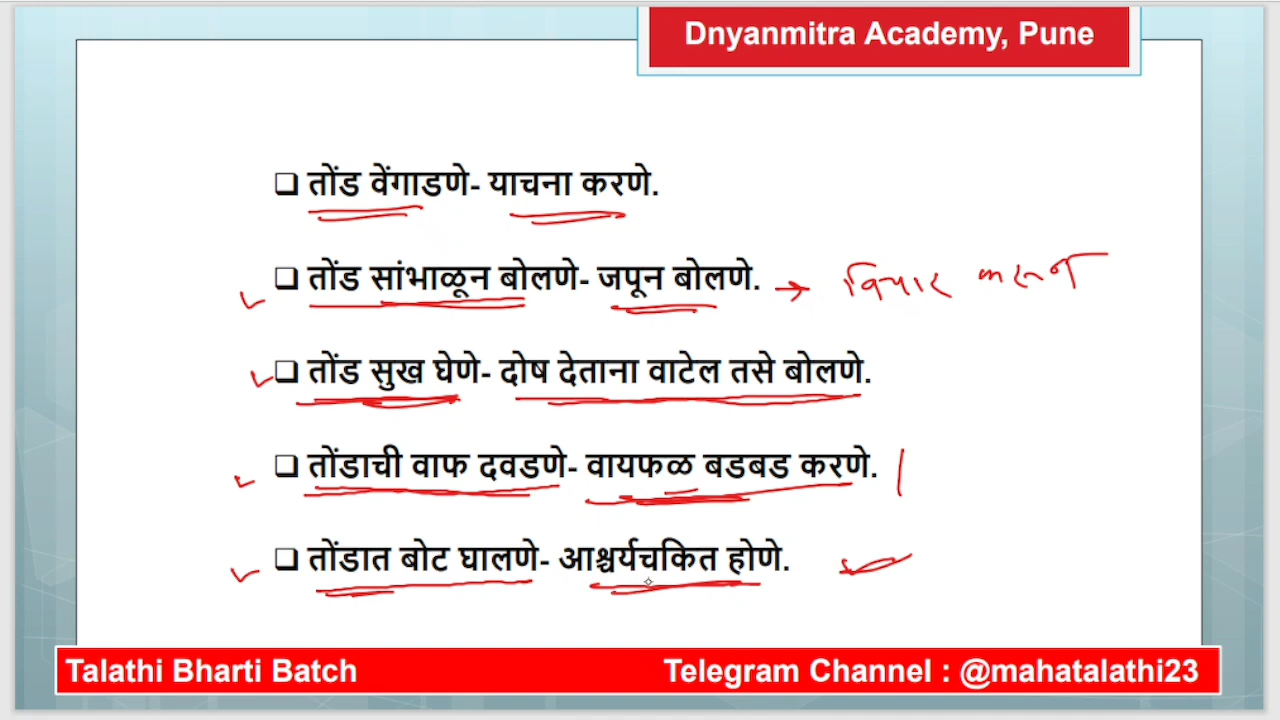 Dnyanmitra Academy, Pune
तोंड वेंगाडणे- याचना करणे.
तोंड सांभाळून बोलणे- जपून बोलणे. → विचार करून
तोंड सुख घेणे- दोष देताना वाटेल तसे बोलणे.
तोंडाची वाफ दवडणे- वायफळ बडबड करणे.
तोंडात बोट घालणे- आश्चर्यचकित होणे.
Talathi Bharti Batch
Telegram Channel : @mahatalathi23